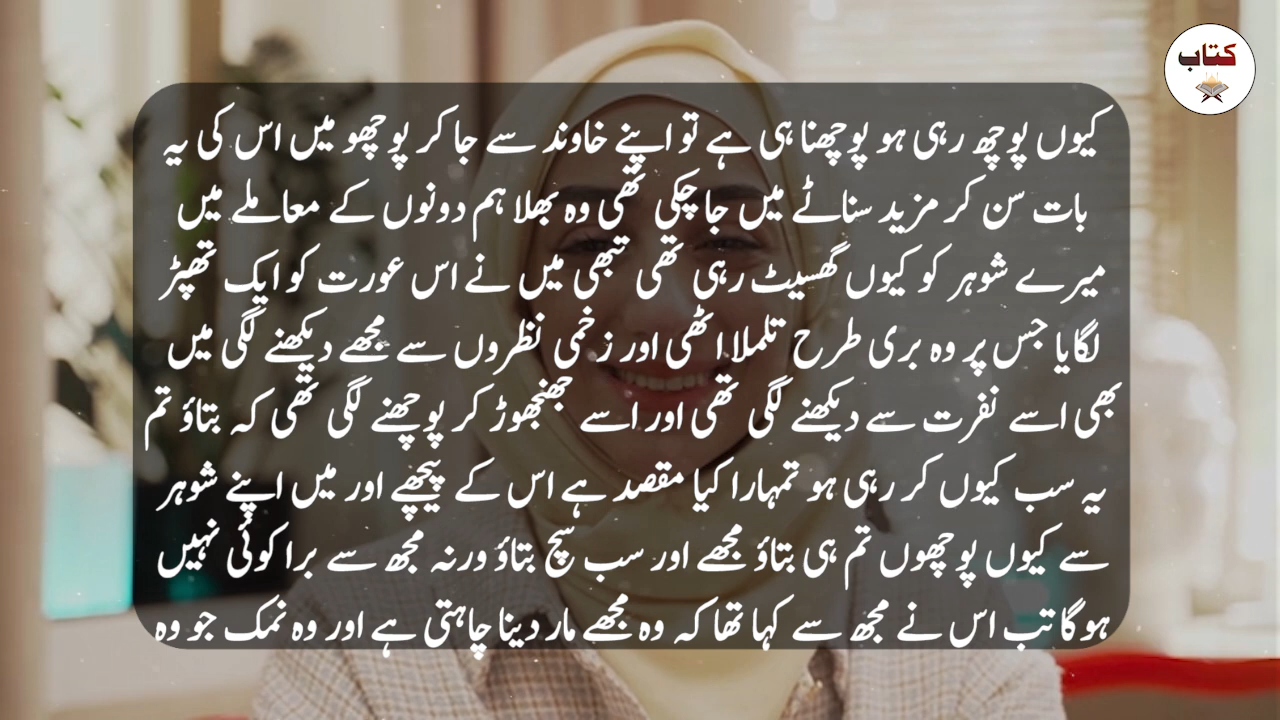 کتاب
کیوں پوچھ رہی ہو پوچھنا ہی ہے تو اپنے خاوند سے جا کر پوچھو میں اس کی یہ
بات سن کر مزید سناٹے میں جا چکی تھی وہ بھلا ہم دونوں کے معاملے میں
میرے شوہر کو کیوں گھسیٹ رہی تھی تبھی میں نے اس عورت کو ایک تھپڑ
لگایا جس پر وہ بری طرح تلملا اٹھی اور زخمی نظروں سے مجھے دیکھنے لگی میں
بھی اسے نفرت سے دیکھنے لگی تھی اور اسے جھنجھوڑ کر پوچھنے لگی تھی کہ بتاؤ تم
یہ سب کیوں کر رہی ہو تمہارا کیا مقصد ہے اس کے پیچھے اور میں اپنے شوہر
سے کیوں پوچھوں تم ہی بتاؤ مجھے اور سب سچ بتاؤ ورنہ مجھ سے برا کوئی نہیں
ہوگا تب اس نے مجھ سے کہا تھا کہ وہ مجھے مار دینا چاہتی ہے اور وہ نمک جو وہ